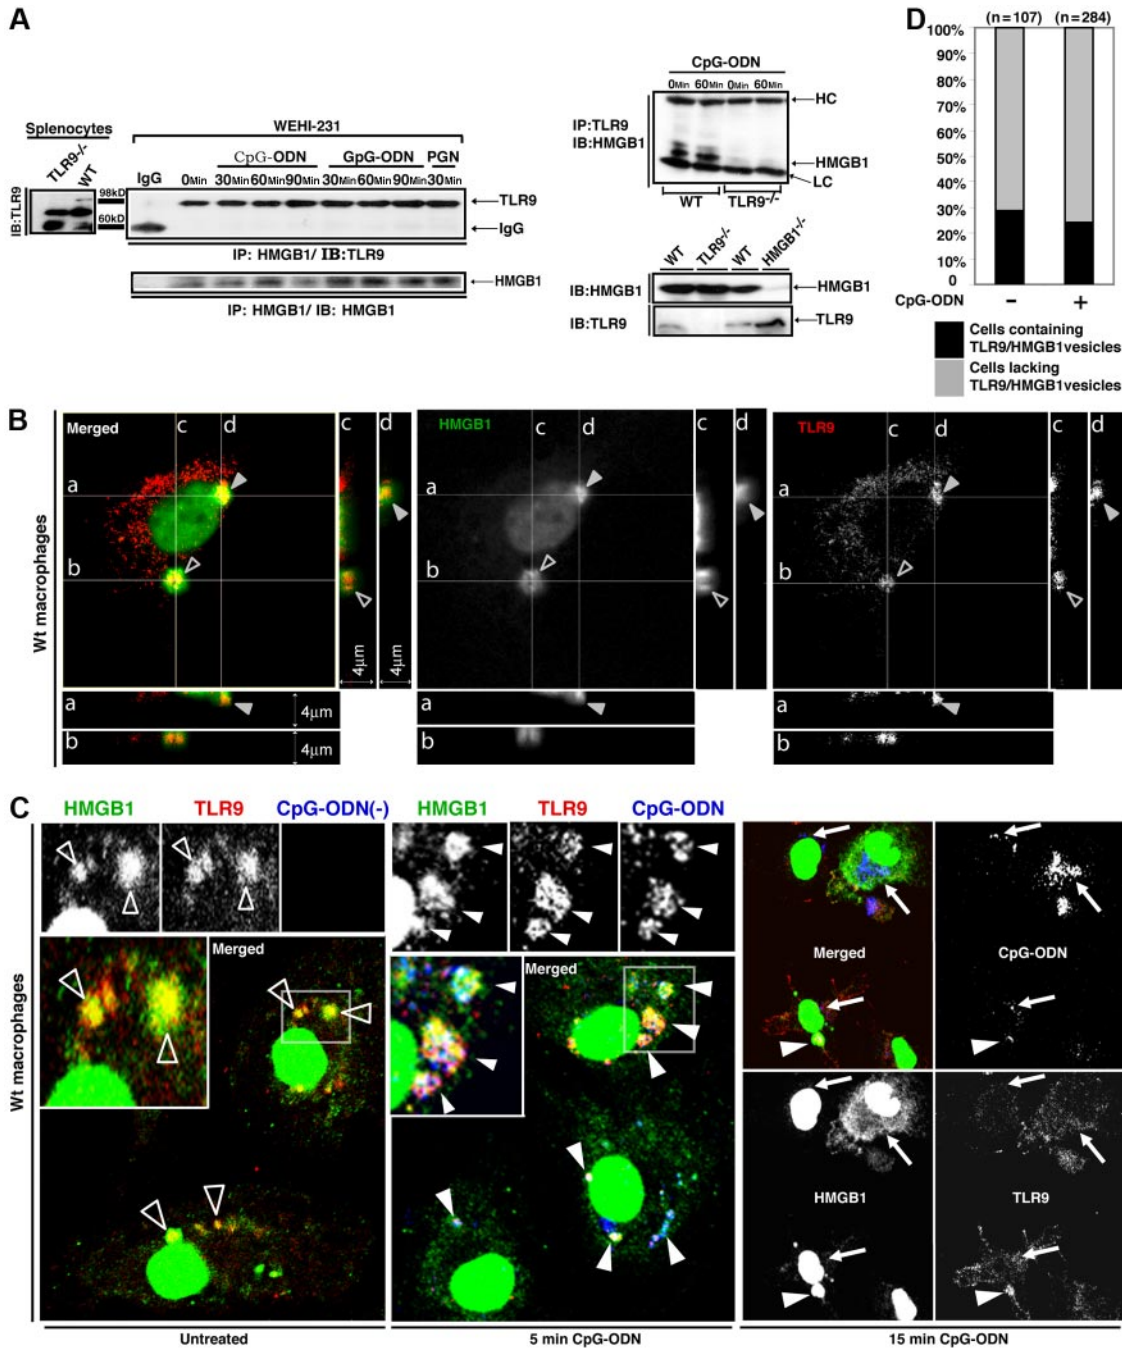 A
Splenocytes
TLR9-/-
WT
IB:TLR9
98kD
60kD
WEHI-231
CpG-ODN
GpG-ODN
PGN
IgG
0Min
30Min 60Min 90Min
30Min 60Min 90Min
30Min
TLR9
IgG
IP: HMGB1/ IB:TLR9
HMGB1
IP: HMGB1/ IB: HMGB1
CpG-ODN
0Min 60Min 0Min 60Min
IP:TLR9
IB:HMGB1
HC
HMGB1
LC
WT
TLR9-/-
WT
TLR9-/-
WT
HMGB1-/-
IB:HMGB1
HMGB1
IB:TLR9
TLR9
D
(n=107)
(n=284)
100%
90%
80%
70%
60%
50%
40%
30%
20%
10%
0
CpG-ODN
–
+
Cells containing
TLR9/HMGB1vesicles
Cells lacking
TLR9/HMGB1vesicles
B
Wt macrophages
Merged
c
d
a
b
c
d
4μm
4μm
a
4μm
b
4μm
HMGB1
c
d
a
b
c
d
a
b
TLR9
c
d
a
b
c
d
a
b
C
Wt macrophages
HMGB1
TLR9
CpG-ODN(-)
Merged
Untreated
HMGB1
TLR9
CpG-ODN
Merged
5 min CpG-ODN
Merged
CpG-ODN
HMGB1
TLR9
15 min CpG-ODN